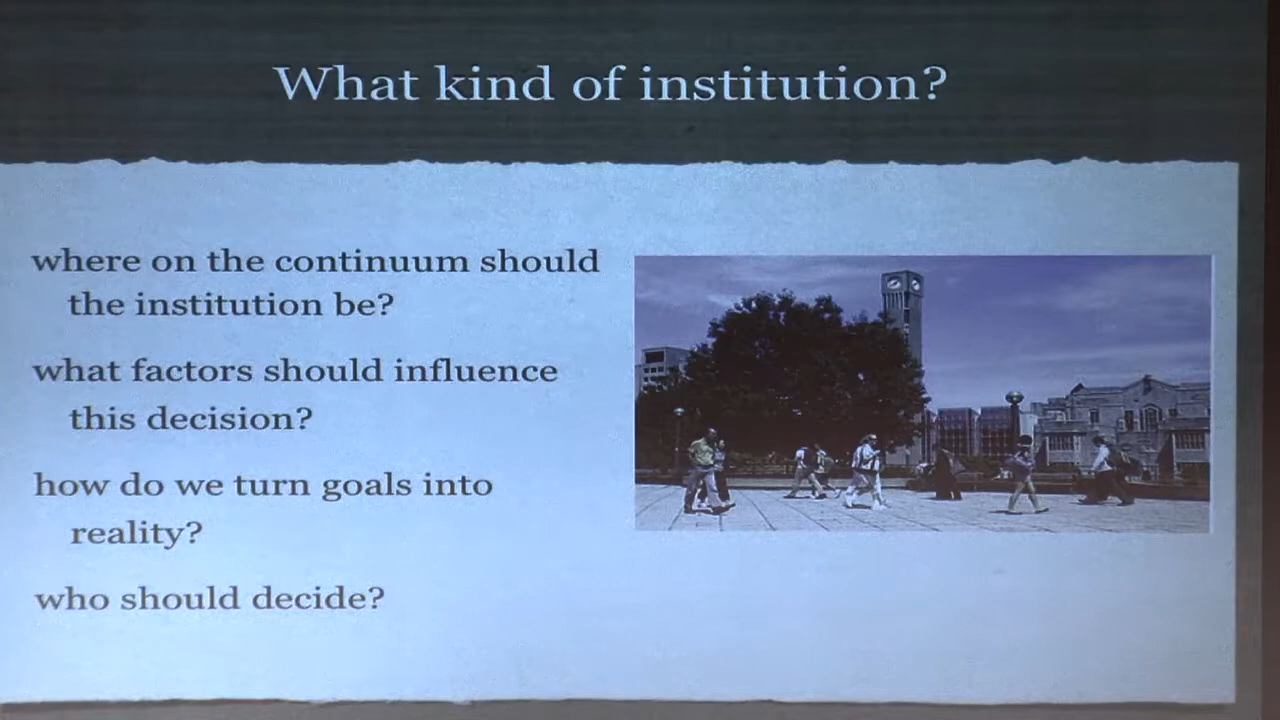 What kind of institution?
where on the continuum should
the institution be?
what factors should influence
this decision?
how do we turn goals into
reality?
who should decide?